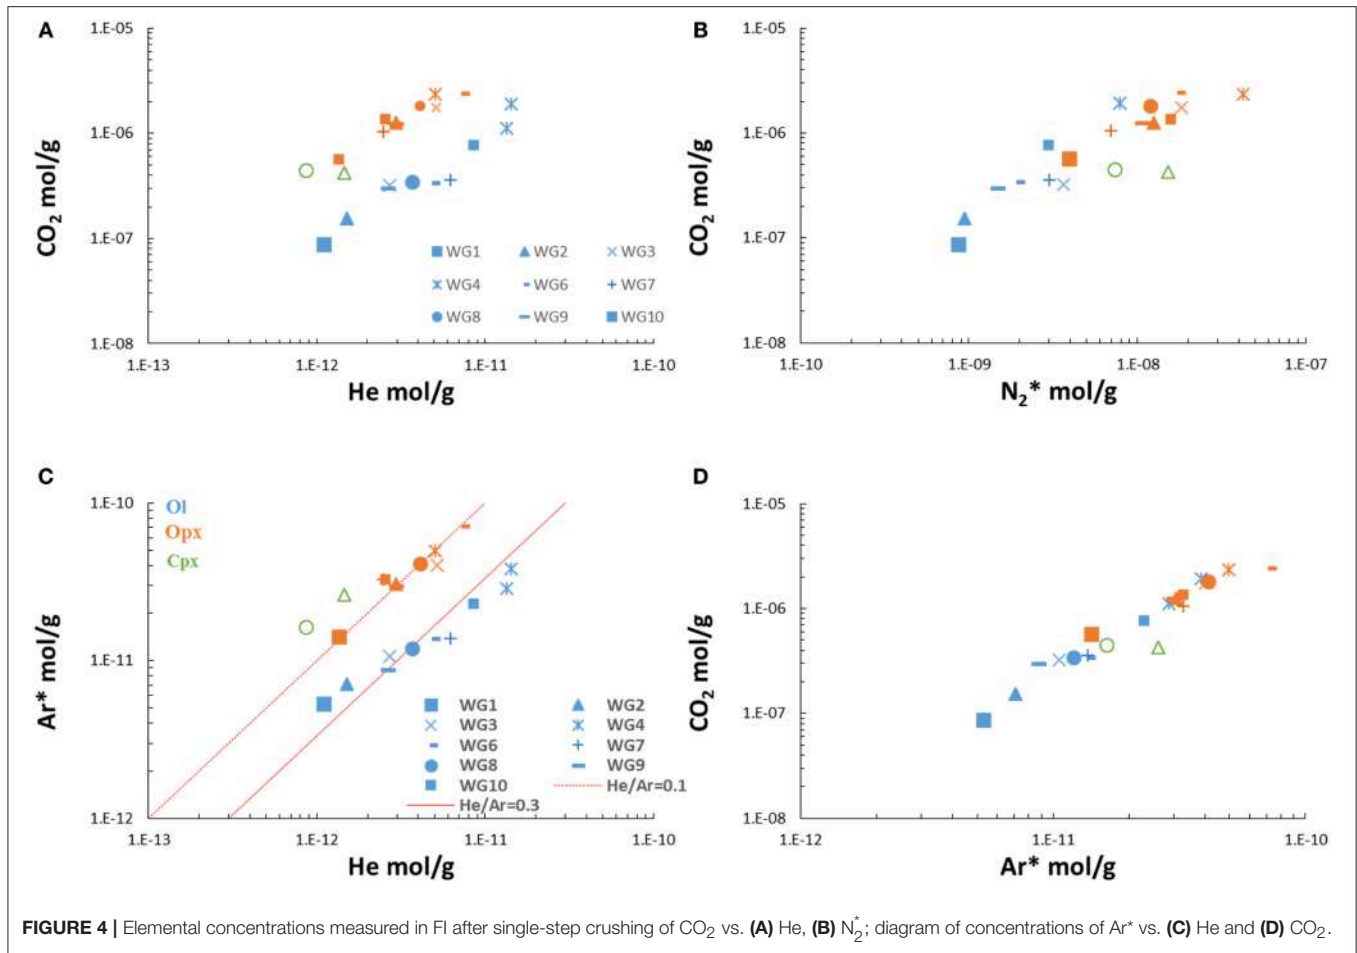 A
1.E-05
1.E-06
1.E-07
1.E-08
CO2 mol/g
WG1 WG2 WG3
WG4 WG6 WG7
WG8 WG9 WG10
1.E-13 1.E-12 1.E-11 1.E-10
He mol/g
B
1.E-05
1.E-06
1.E-07
1.E-08
CO2 mol/g
1.E-10 1.E-09 1.E-08 1.E-07
N2* mol/g
C
1.E-10
1.E-11
1.E-12
Ar* mol/g
Ol
Opx
Cpx
WG1 WG2
WG3 WG4
WG6 WG7
WG8 WG9
WG10 He/Ar=0.1
He/Ar=0.3
1.E-13 1.E-12 1.E-11 1.E-10
He mol/g
D
1.E-05
1.E-06
1.E-07
1.E-08
CO2 mol/g
1.E-12 1.E-11 1.E-10
Ar* mol/g
FIGURE 4 | Elemental concentrations measured in FI after single-step crushing of CO2 vs. (A) He, (B) N2*; diagram of concentrations of Ar* vs. (C) He and (D) CO2.